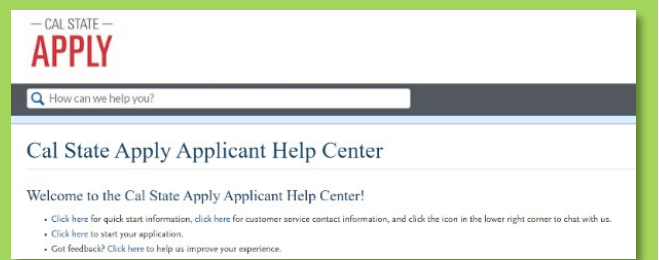 — CAL STATE —
APPLY
How can we help you?
Cal State Apply Applicant Help Center
Welcome to the Cal State Apply Applicant Help Center!
• Click here for quick start information, click here for customer service contact information, and click the icon in the lower right corner to chat with us.
• Click here to start your application.
• Got feedback? Click here to help us improve your experience.